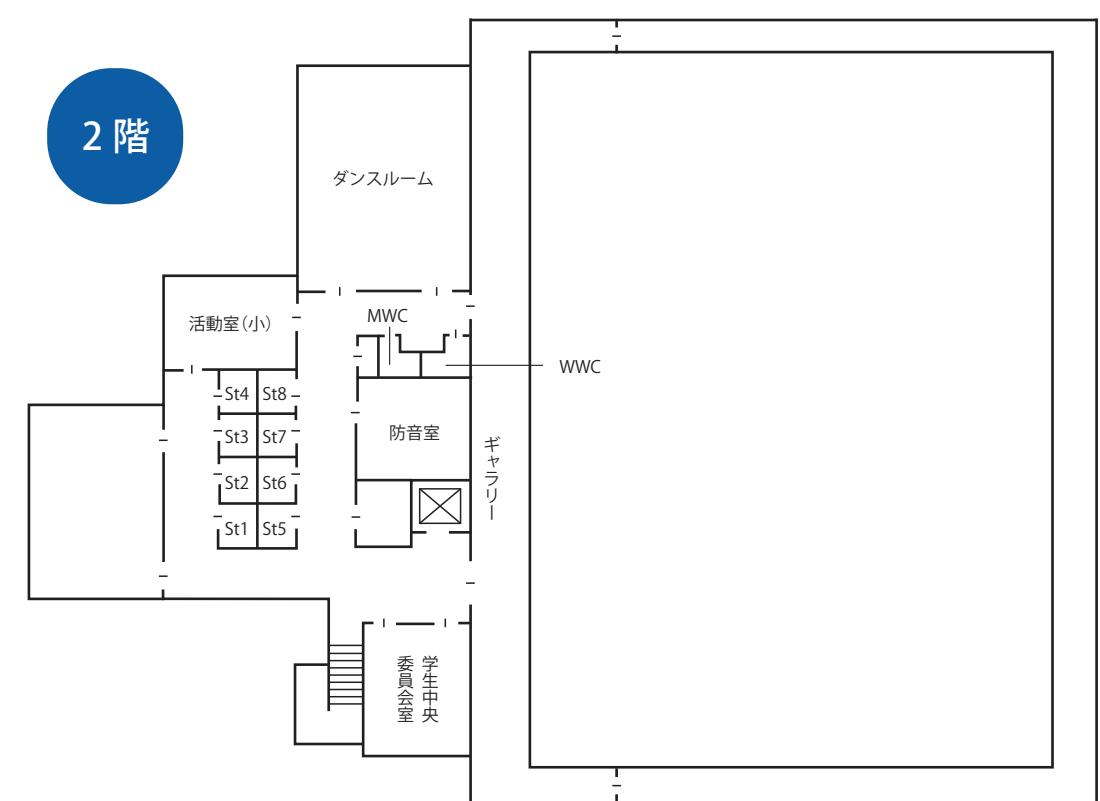 2階
ダンスルーム
活動室（小）
MWC
WWC
St4
St8
防音室
St3
St7
ギャラリー
St2
St6
St1
St5
学生中央
委員会室